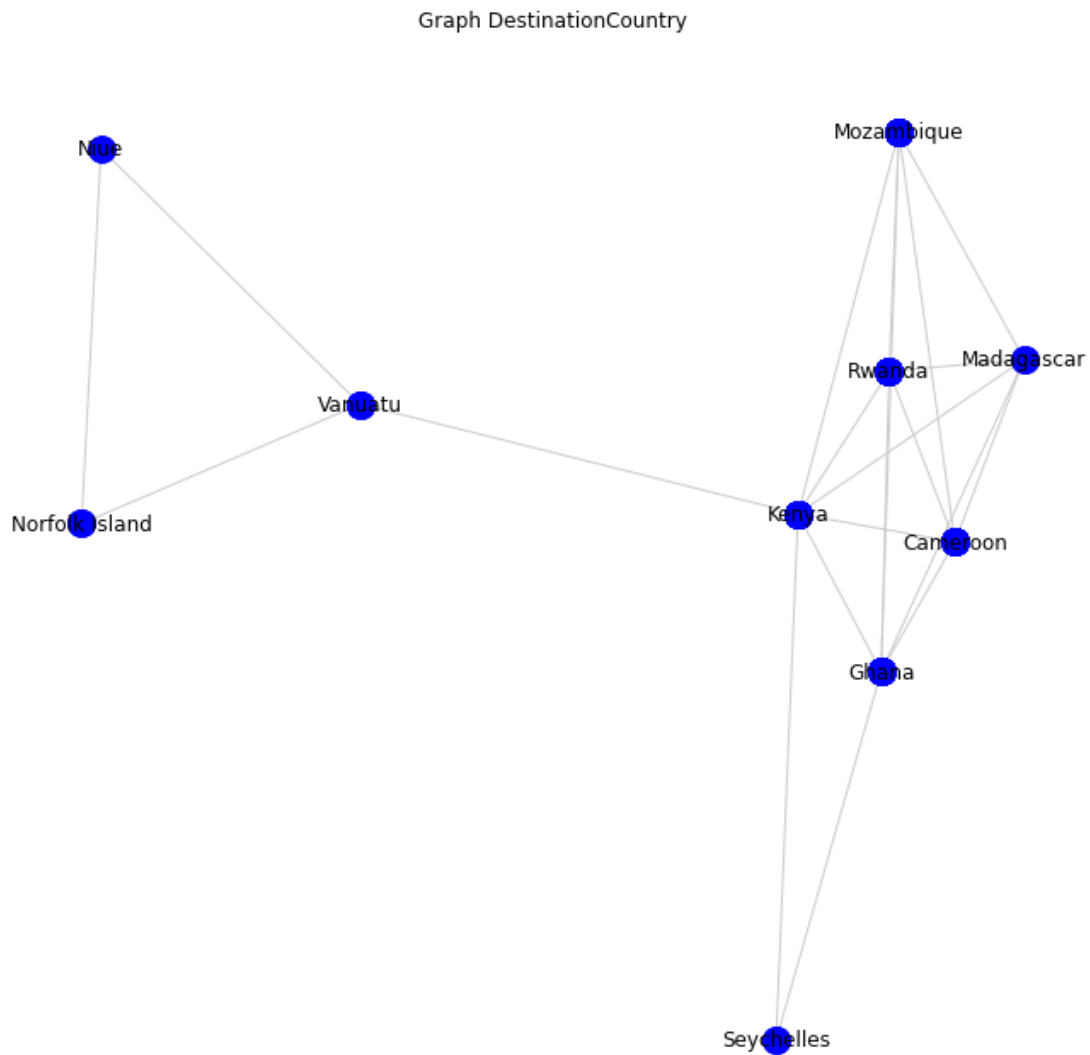 Graph DestinationCountry
Mozambique
Niue
Madagascar
Rwanda
Vanuatu
Kenya
Norfolk Island
Cameroon
Ghana
Seychelles